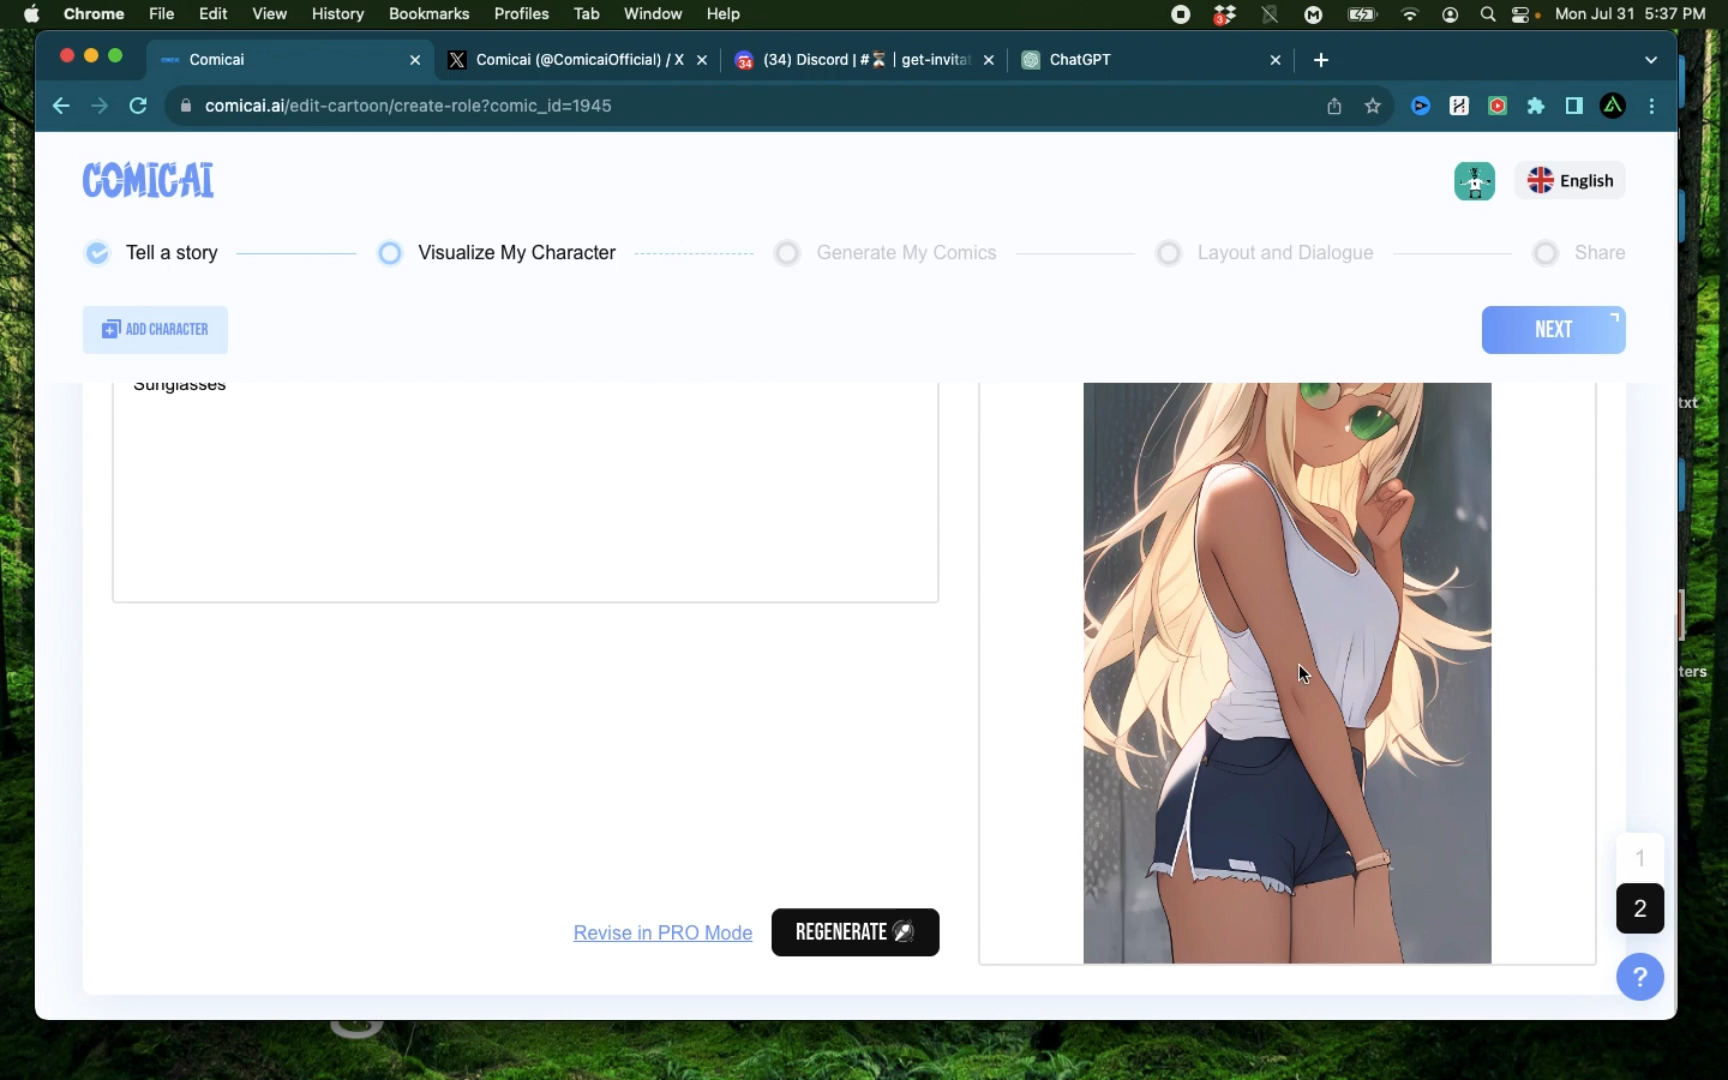 Chrome File Edit View History Bookmarks Profiles Tab Window Help 3 M Mon Jul 31 5:37 PM
Comicai Comicai (@ComicaiOfficial) / X 34 (34) Discord | # | get-invitat ChatGPT
comicai.ai/edit-cartoon/create-role?comic_id=1945
COMICAI English
Tell a story Visualize My Character Generate My Comics Layout and Dialogue Share
ADD CHARACTER NEXT
Sunglasses
txt
ters
1
2
Revise in PRO Mode REGENERATE
?